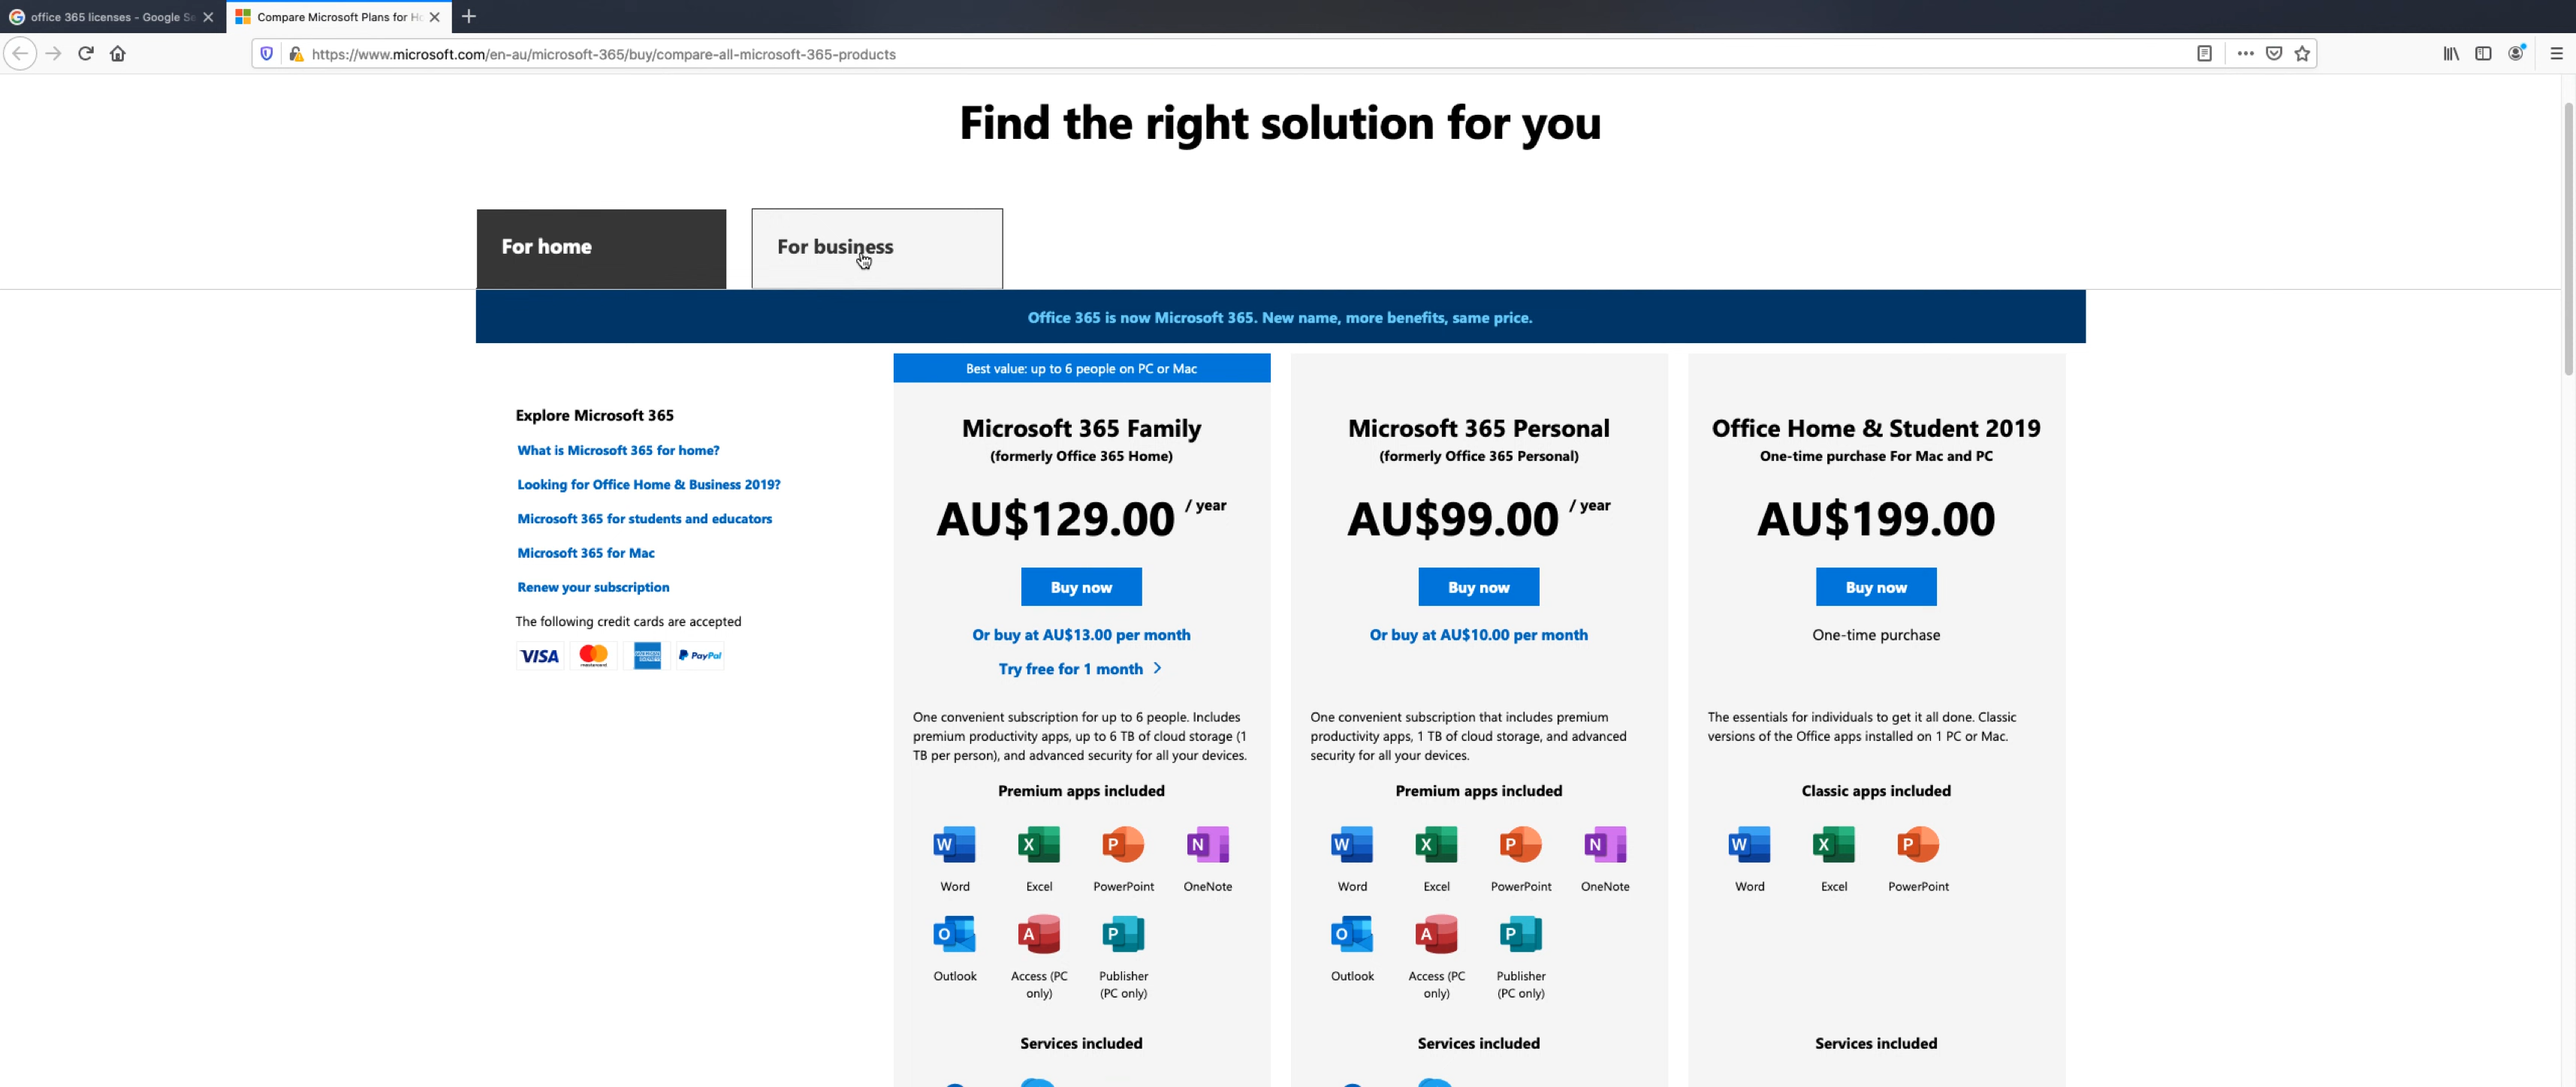 office 365 licenses - Google Se
Compare Microsoft Plans for Ho
https://www.microsoft.com/en-au/microsoft-365/buy/compare-all-microsoft-365-products
Find the right solution for you
For home
For business
Office 365 is now Microsoft 365. New name, more benefits, same price.
Explore Microsoft 365
What is Microsoft 365 for home?
Looking for Office Home & Business 2019?
Microsoft 365 for students and educators
Microsoft 365 for Mac
Renew your subscription
The following credit cards are accepted
VISA mastercard AMERICAN EXPRESS PayPal
Best value: up to 6 people on PC or Mac
Microsoft 365 Family
(formerly Office 365 Home)
AU$129.00 / year
Buy now
Or buy at AU$13.00 per month
Try free for 1 month
One convenient subscription for up to 6 people. Includes
premium productivity apps, up to 6 TB of cloud storage (1
TB per person), and advanced security for all your devices.
Premium apps included
W X P N
Word Excel PowerPoint OneNote
O A P
Outlook Access (PC only) Publisher (PC only)
Services included
Microsoft 365 Personal
(formerly Office 365 Personal)
AU$99.00 / year
Buy now
Or buy at AU$10.00 per month
One convenient subscription that includes premium
productivity apps, 1 TB of cloud storage, and advanced
security for all your devices.
Premium apps included
W X P N
Word Excel PowerPoint OneNote
O A P
Outlook Access (PC only) Publisher (PC only)
Services included
Office Home & Student 2019
One-time purchase For Mac and PC
AU$199.00
Buy now
One-time purchase
The essentials for individuals to get it all done. Classic
versions of the Office apps installed on 1 PC or Mac.
Classic apps included
W X P
Word Excel PowerPoint
Services included